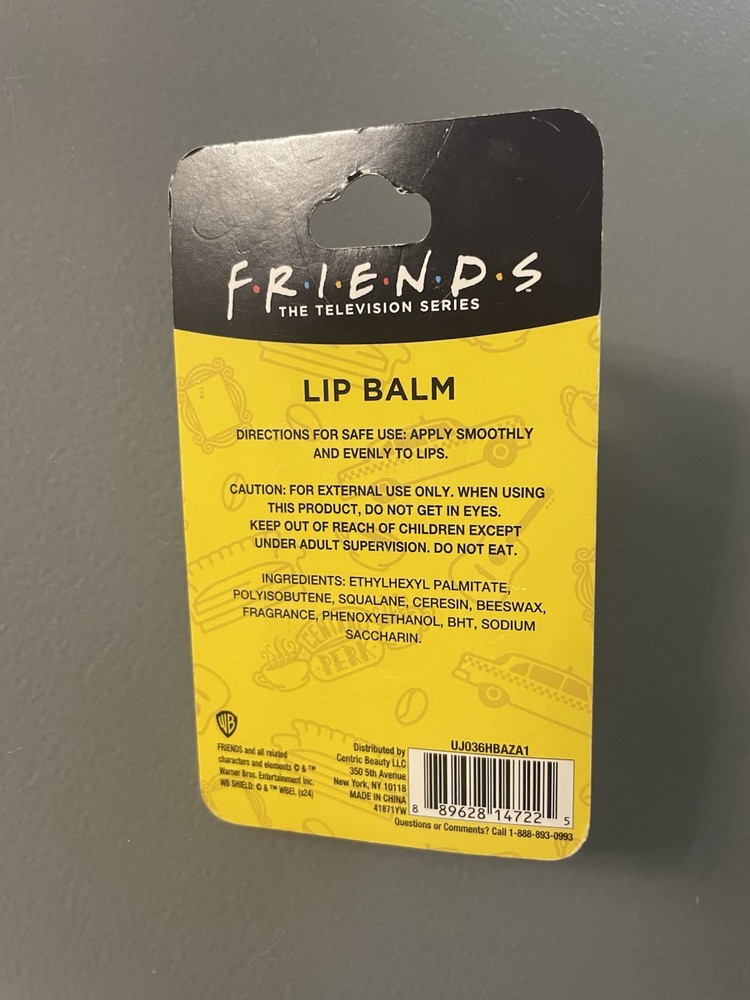 F·R·I·E·N·D·S™
THE TELEVISION SERIES
LIP BALM
DIRECTIONS FOR SAFE USE: APPLY SMOOTHLY
AND EVENLY TO LIPS.
CAUTION: FOR EXTERNAL USE ONLY. WHEN USING
THIS PRODUCT, DO NOT GET IN EYES.
KEEP OUT OF REACH OF CHILDREN EXCEPT
UNDER ADULT SUPERVISION. DO NOT EAT.
INGREDIENTS: ETHYLHEXYL PALMITATE,
POLYISOBUTENE, SQUALANE, CERESIN, BEESWAX,
FRAGRANCE, PHENOXYETHANOL, BHT, SODIUM
SACCHARIN.
CENTRAL
PERK
WB
FRIENDS and all related
characters and elements © & ™
Warner Bros. Entertainment Inc.
WB SHIELD: © & ™ WBEI. (s24)
Distributed by
Centric Beauty LLC
350 5th Avenue
New York, NY 10118
MADE IN CHINA
41871YW
UJ036HBAZA1
8 89628 14722 5
Questions or Comments? Call 1-888-893-0993